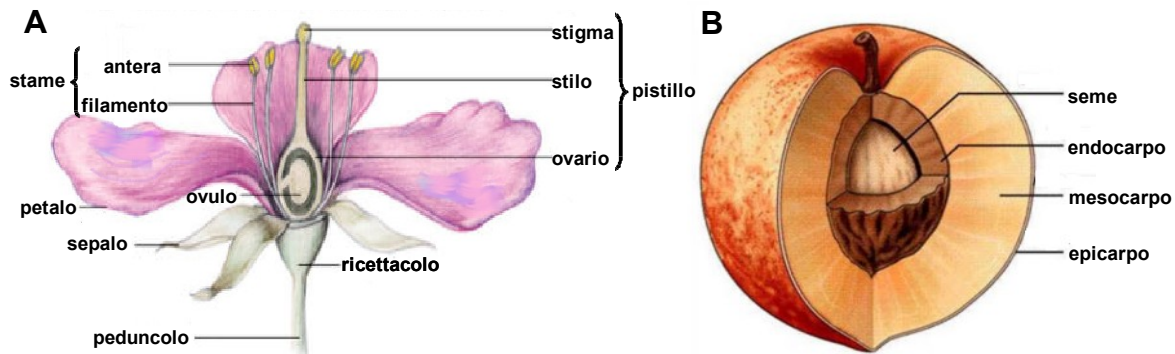 A
stigma
antera
stame
stilo
filamento
pistillo
ovario
ovulo
petalo
sepalo
ricettacolo
peduncolo
B
seme
endocarpo
mesocarpo
epicarpo